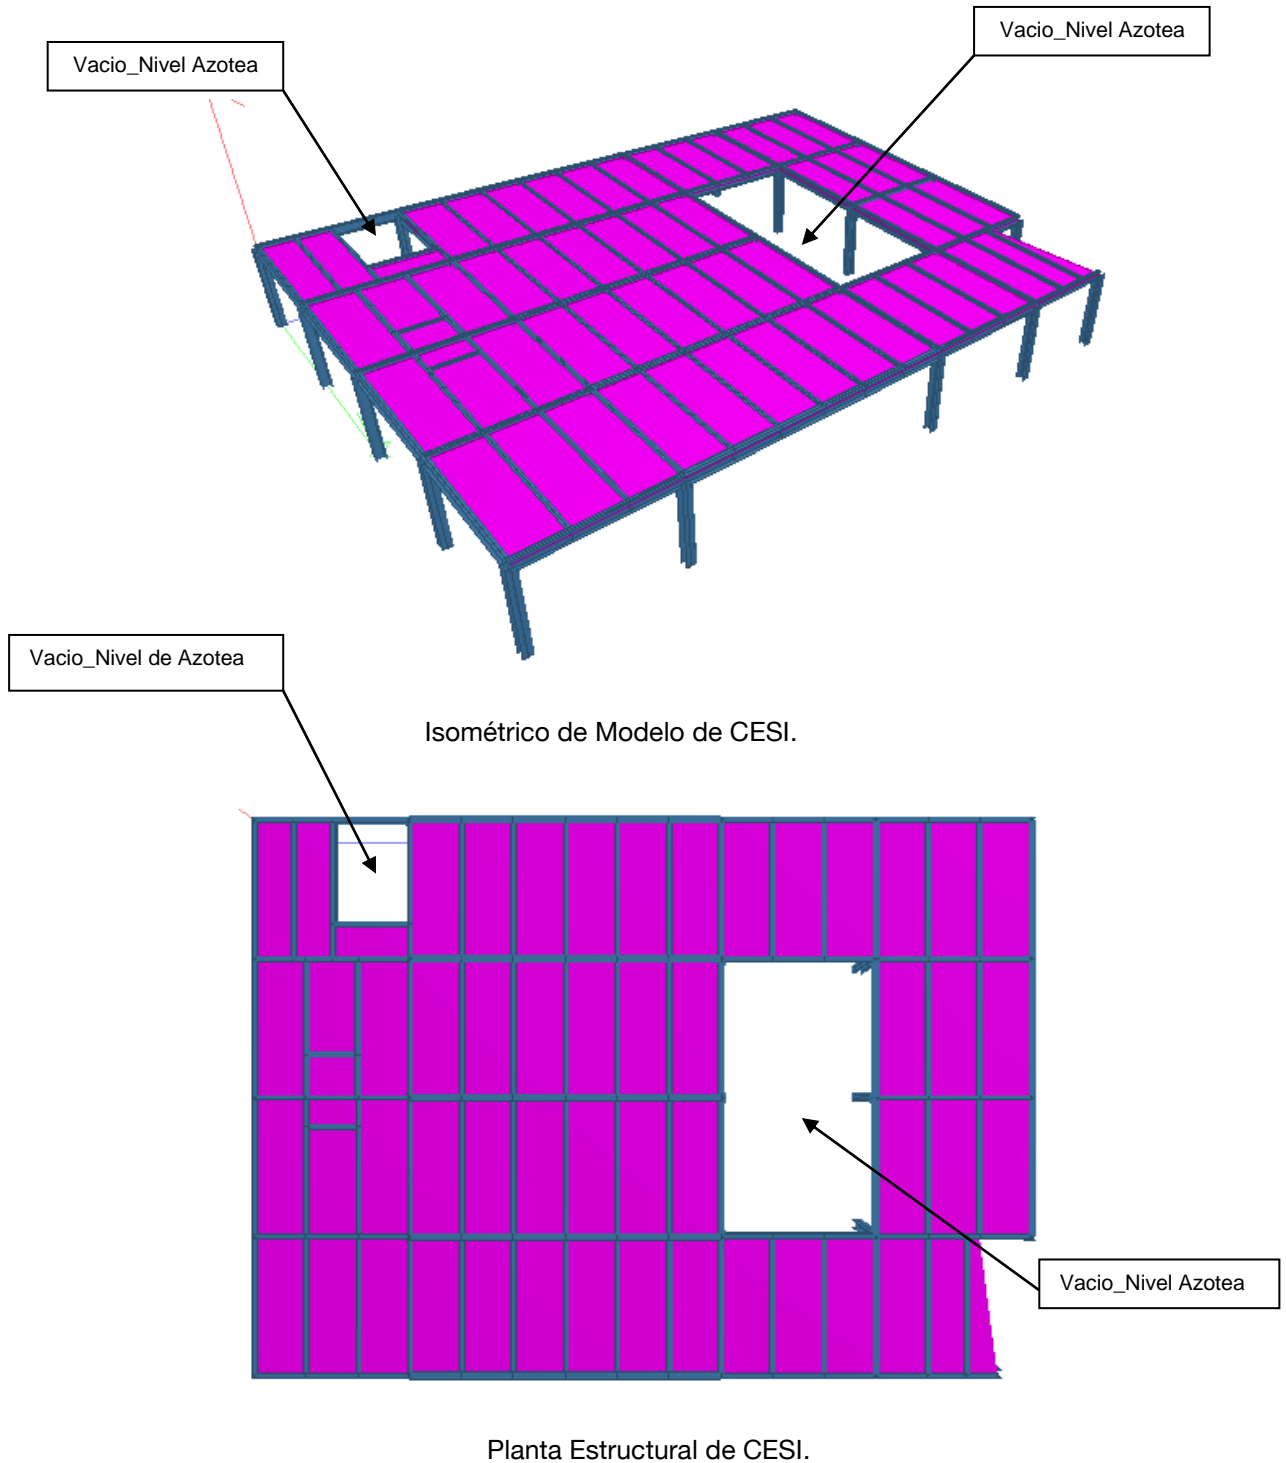 Vacio_Nivel Azotea
Vacio_Nivel Azotea
Vacio_Nivel de Azotea
Isométrico de Modelo de CESI.
Vacio_Nivel Azotea
Planta Estructural de CESI.